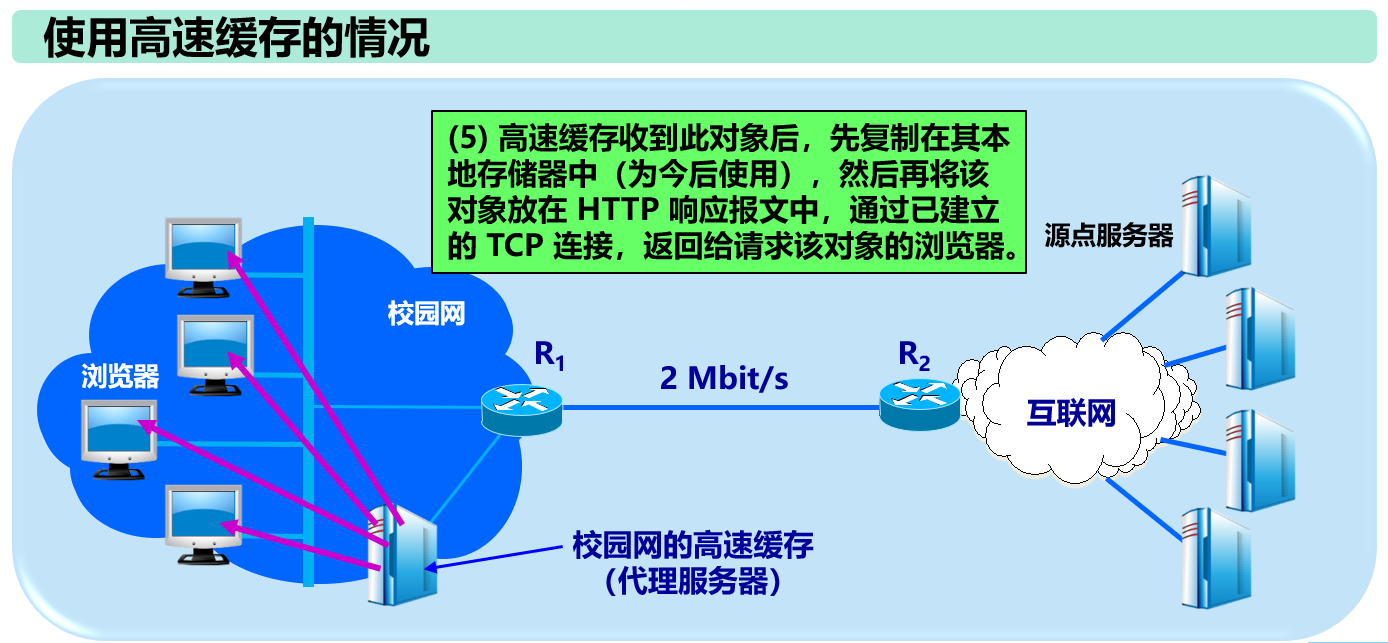 使用高速缓存的情况
(5) 高速缓存收到此对象后，先复制在其本
地存储器中（为今后使用），然后再将该
对象放在 HTTP 响应报文中，通过已建立
的 TCP 连接，返回给请求该对象的浏览器。
源点服务器
校园网
浏览器
R1
2 Mbit/s
R2
互联网
校园网的高速缓存
（代理服务器）